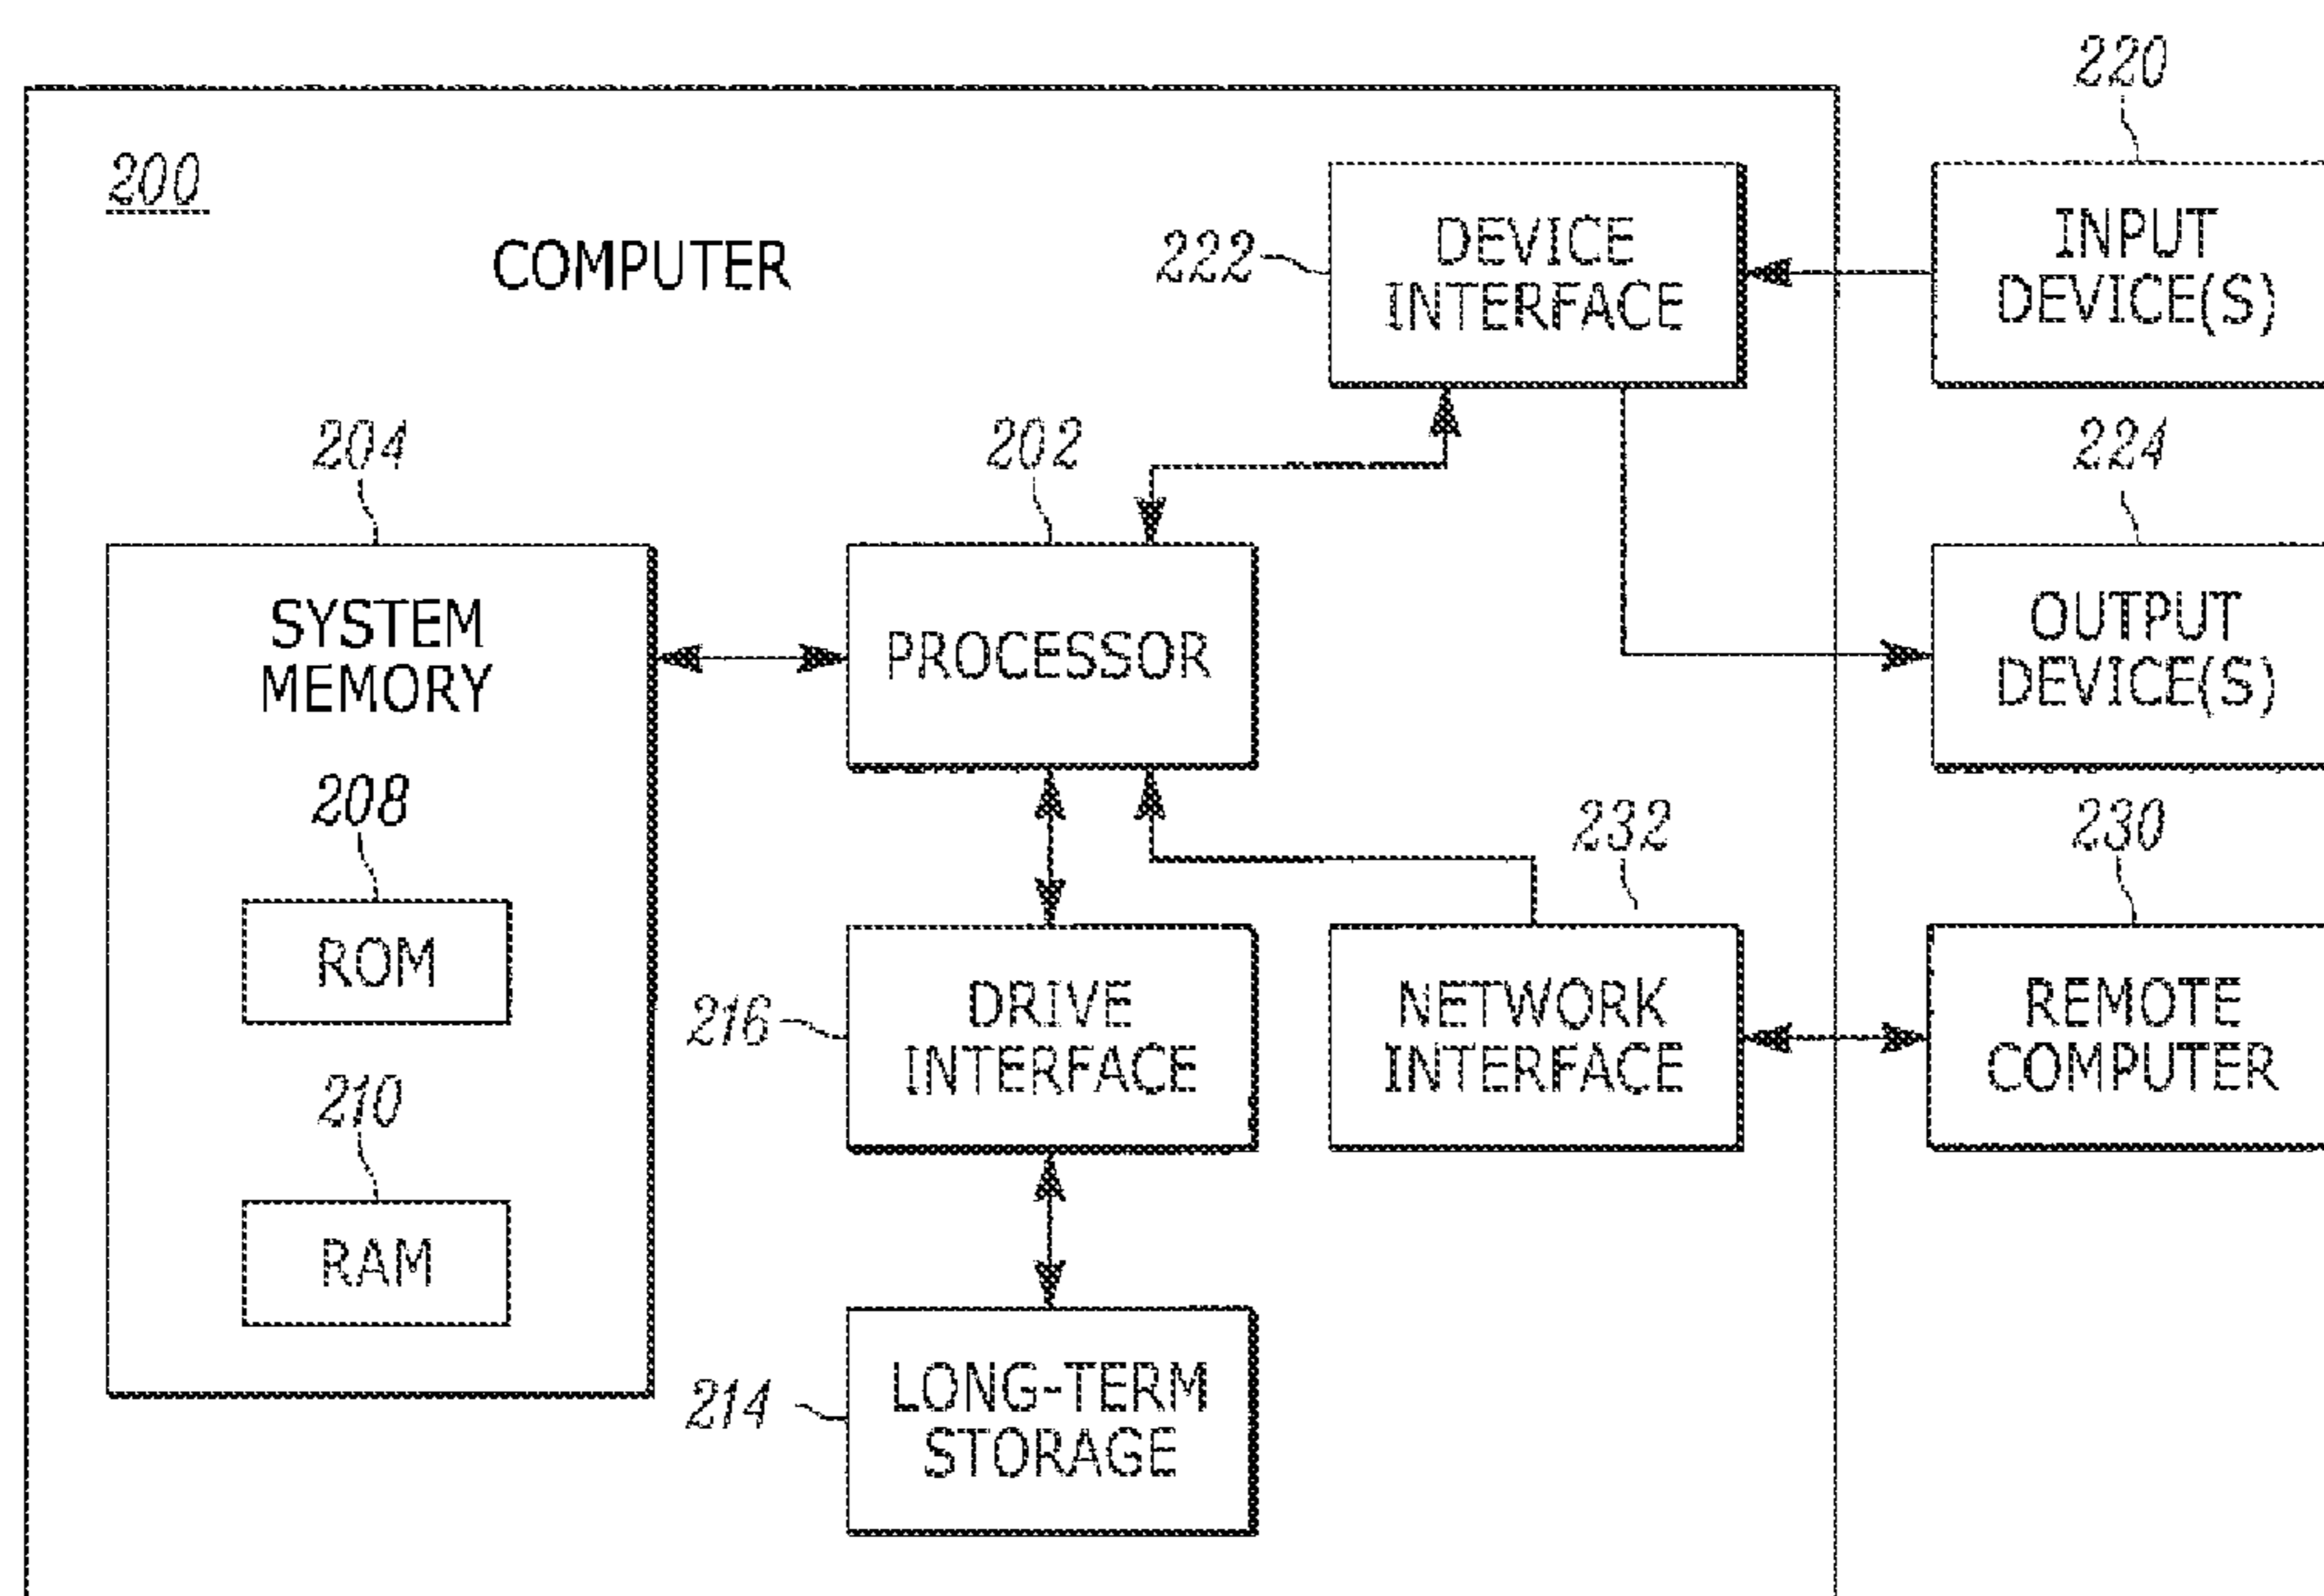 220
200
COMPUTER
222
DEVICE
INTERFACE
INPUT
DEVICE(S)
204
202
224
SYSTEM
MEMORY
PROCESSOR
OUTPUT
DEVICE(S)
208
232
230
ROM
216
DRIVE
INTERFACE
NETWORK
INTERFACE
REMOTE
COMPUTER
210
RAM
214
LONG-TERM
STORAGE